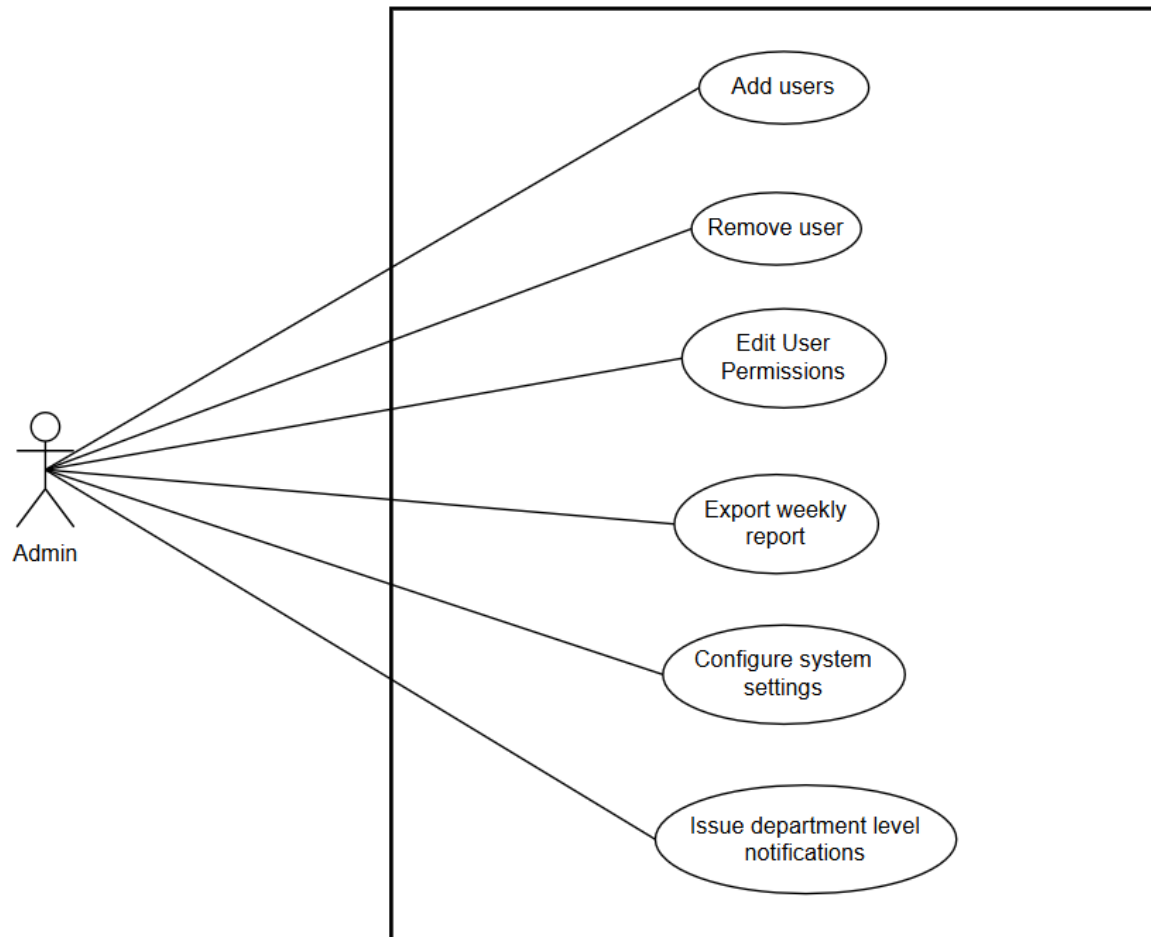 Add users
Remove user
Edit User
Permissions
Export weekly
report
Admin
Configure system
settings
Issue department level
notifications